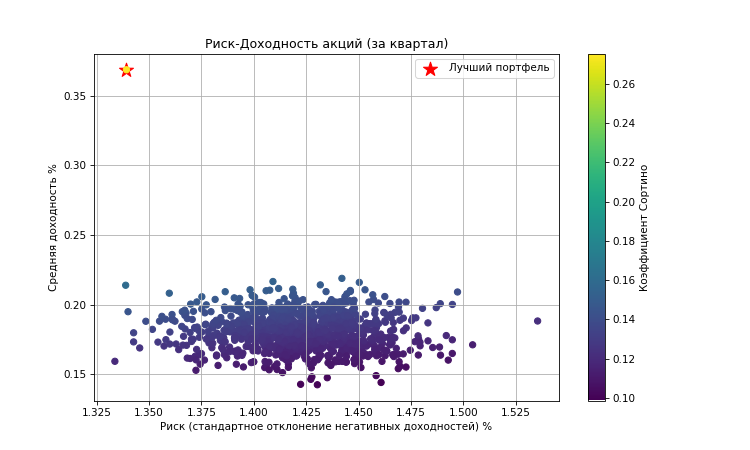 Риск-Доходность акций (за квартал)
Лучший портфель
Средняя доходность %
0.35
0.30
0.25
0.20
0.15
1.325 1.350 1.375 1.400 1.425 1.450 1.475 1.500 1.525
Риск (стандартное отклонение негативных доходностей) %
0.26
0.24
0.22
0.20
0.18
0.16
0.14
0.12
0.10
Коэффициент Сортино